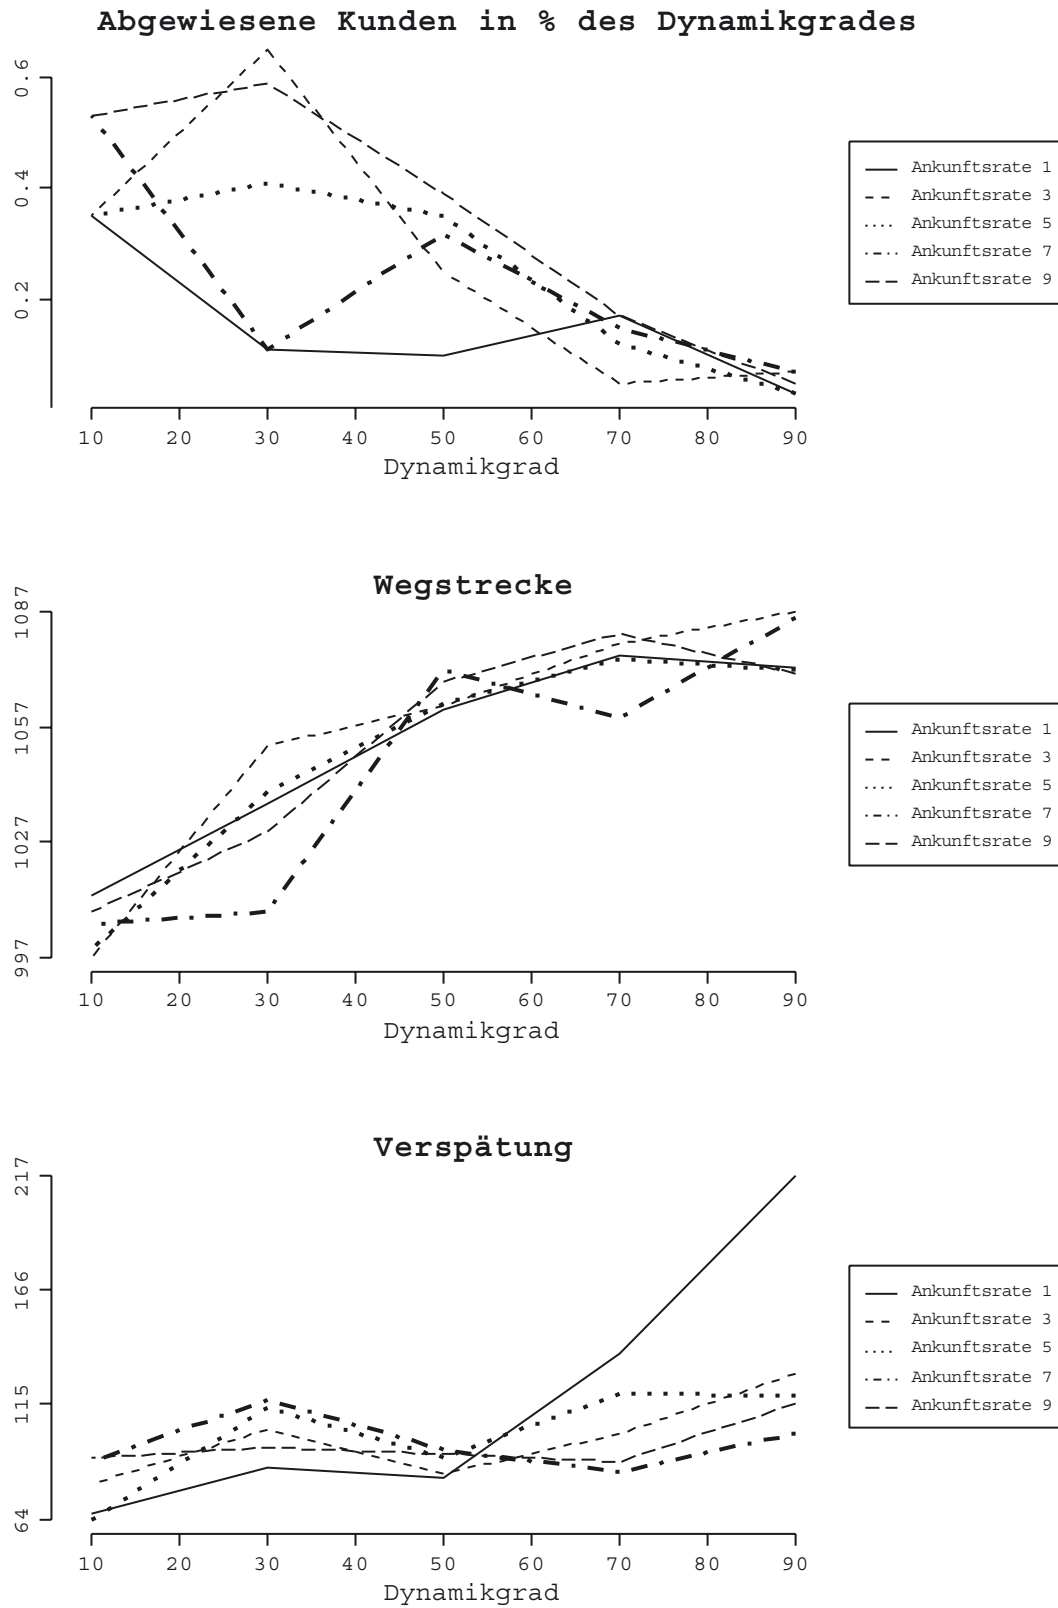 Abgewiesene Kunden in % des Dynamikgrades
0.6
0.4
0.2
10 20 30 40 50 60 70 80 90
Dynamikgrad
Ankunftsrate 1
Ankunftsrate 3
Ankunftsrate 5
Ankunftsrate 7
Ankunftsrate 9
Wegstrecke
1087
1057
1027
997
10 20 30 40 50 60 70 80 90
Dynamikgrad
Ankunftsrate 1
Ankunftsrate 3
Ankunftsrate 5
Ankunftsrate 7
Ankunftsrate 9
Verspätung
217
166
115
64
10 20 30 40 50 60 70 80 90
Dynamikgrad
Ankunftsrate 1
Ankunftsrate 3
Ankunftsrate 5
Ankunftsrate 7
Ankunftsrate 9